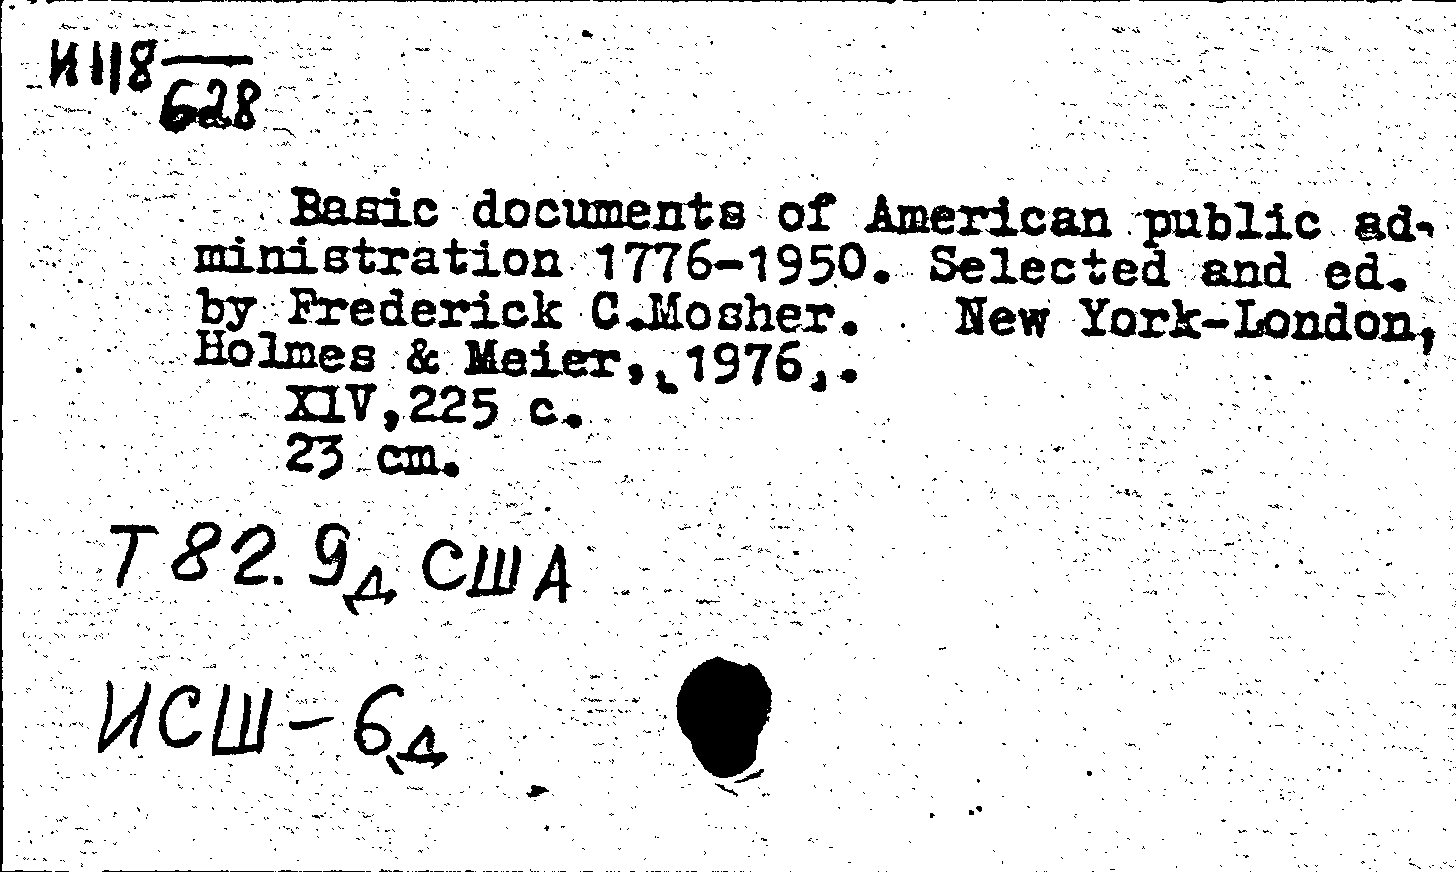 И118
628
Basic documents of American public ad-
ministration 1776-1950. Selected and ed.
by Frederick C.Mosher. New York-London,
Holmes & Meier, 1976.
XIV,225 с.
23 cm.
Т82.9д США
ИСШ-6д